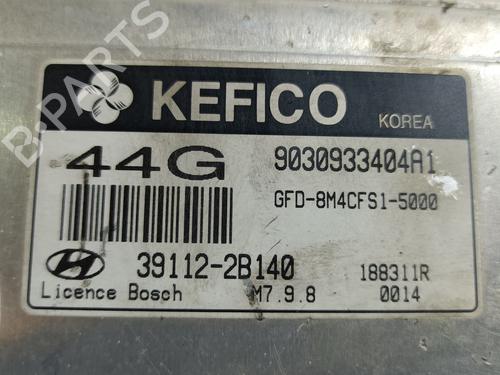 KEFICO
KOREA
44G
9030933404A1
GFD-8M4CFS1-5000
39112-2B140
188311R
Licence Bosch
M7.9.8
0014
B-PARTS